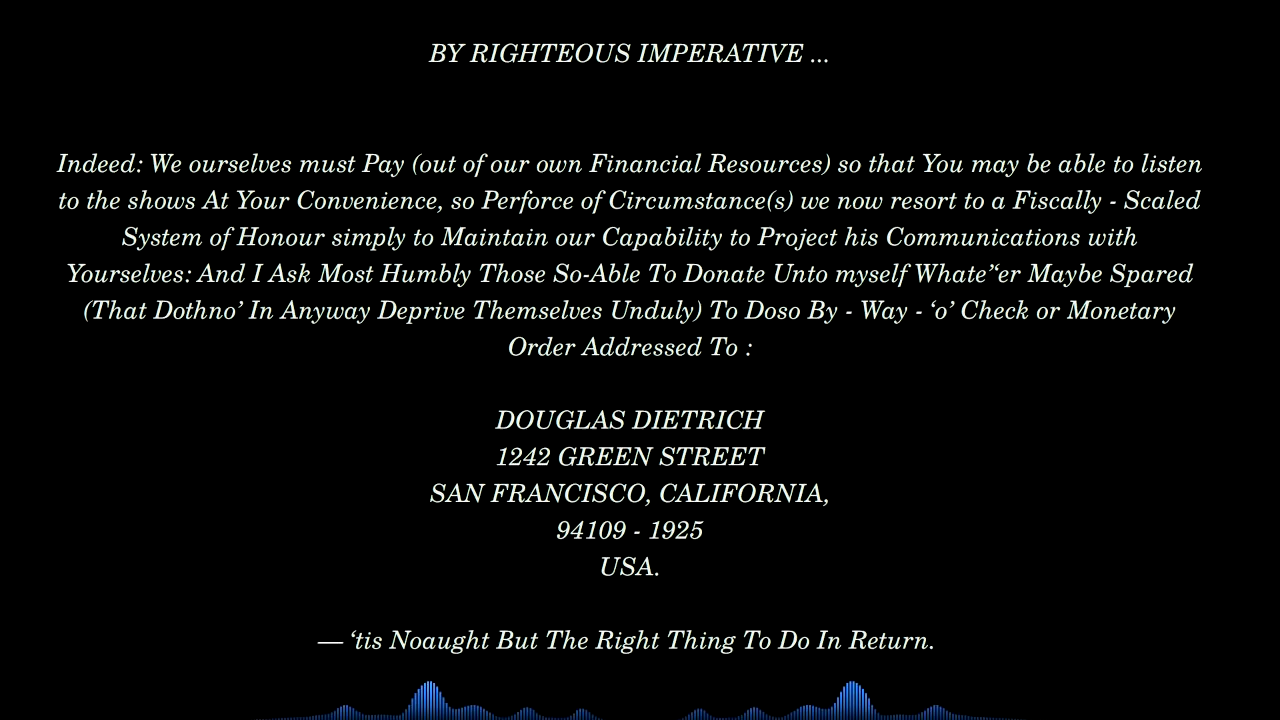 BY RIGHTEOUS IMPERATIVE ...
Indeed: We ourselves must Pay (out of our own Financial Resources) so that You may be able to listen
to the shows At Your Convenience, so Perforce of Circumstance(s) we now resort to a Fiscally - Scaled
System of Honour simply to Maintain our Capability to Project his Communications with
Yourselves: And I Ask Most Humbly Those So-Able To Donate Unto myself Whate”er Maybe Spared
(That Dothno’ In Anyway Deprive Themselves Unduly) To Doso By - Way - ‘o’ Check or Monetary
Order Addressed To :
DOUGLAS DIETRICH
1242 GREEN STREET
SAN FRANCISCO, CALIFORNIA,
94109 - 1925
USA.
— ‘tis Noaught But The Right Thing To Do In Return.